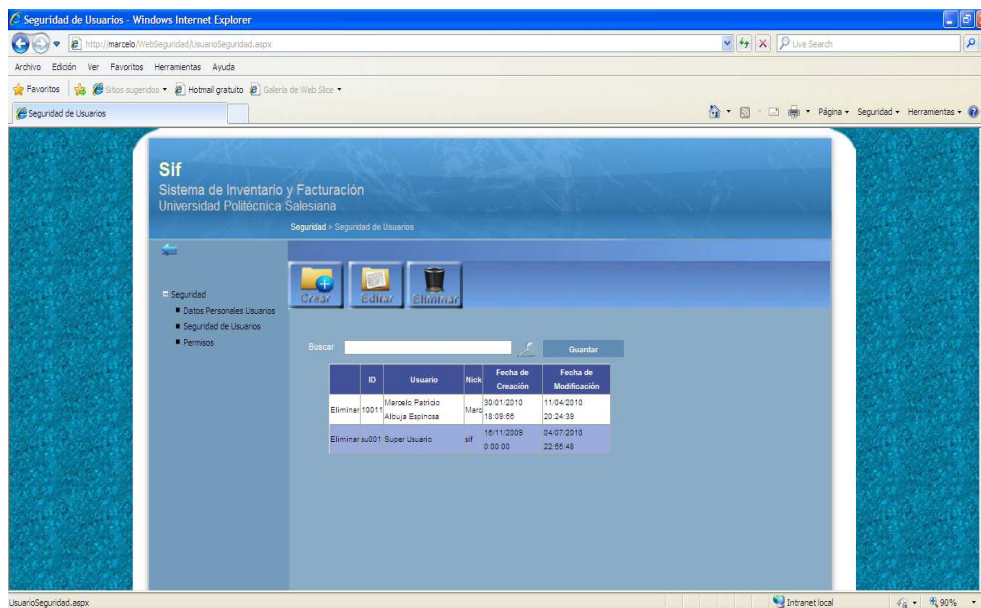 Seguridad de Usuarios - Windows Internet Explorer
http://marcelo/WebSeguridad/UsuarioSeguridad.aspx
Live Search
Archivo Edición Ver Favoritos Herramientas Ayuda
Favoritos Sitios sugeridos Hotmail gratuito Galería de Web Slice
Seguridad de Usuarios Página Seguridad Herramientas
Sif
Sistema de Inventario y Facturación
Universidad Politécnica Salesiana
Seguridad > Seguridad de Usuarios
Crear Editar Eliminar
Seguridad
Datos Personales Usuarios
Seguridad de Usuarios
Permisos
Buscar Guardar
ID Usuario Nick Fecha de Creación Fecha de Modificación
Eliminar 10011 Marcelo Patricio Albuja Espinosa Marc 30/01/2010 18:09:56 11/04/2010 20:24:39
Eliminar su001 Super Usuario sif 16/11/2009 0:00:00 04/07/2010 22:56:48
UsuarioSeguridad.aspx Intranet local 90%